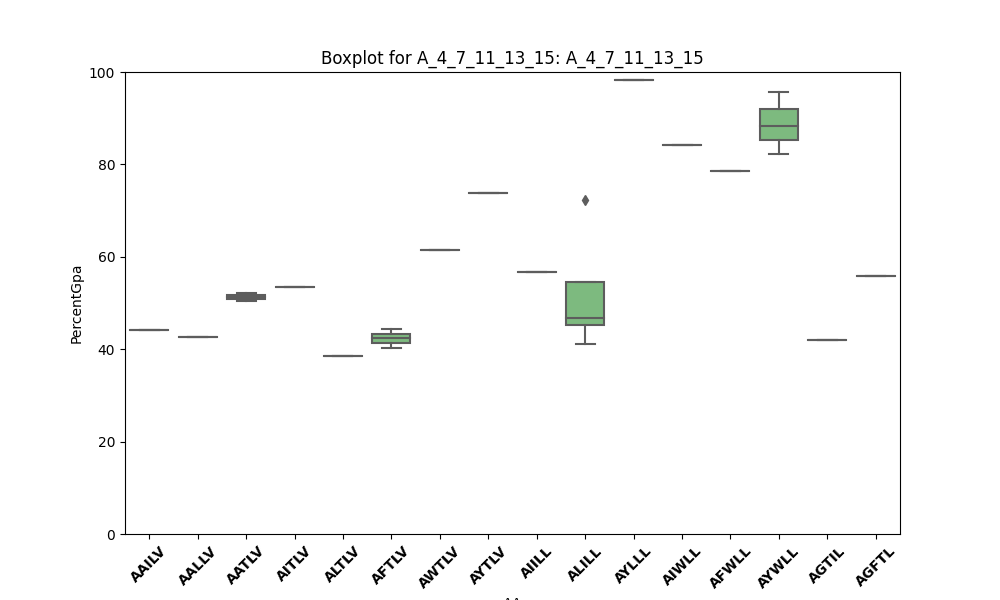 Boxplot for A_4_7_11_13_15: A_4_7_11_13_15
PercentGpa
100
80
60
40
20
0
AAILV
AALLV
AATLV
AITLV
ALTLV
AFTLV
AWTLV
AYTLV
AIILL
ALILL
AYLLL
AIWLL
AFWLL
AYWLL
AGTIL
AGFTL